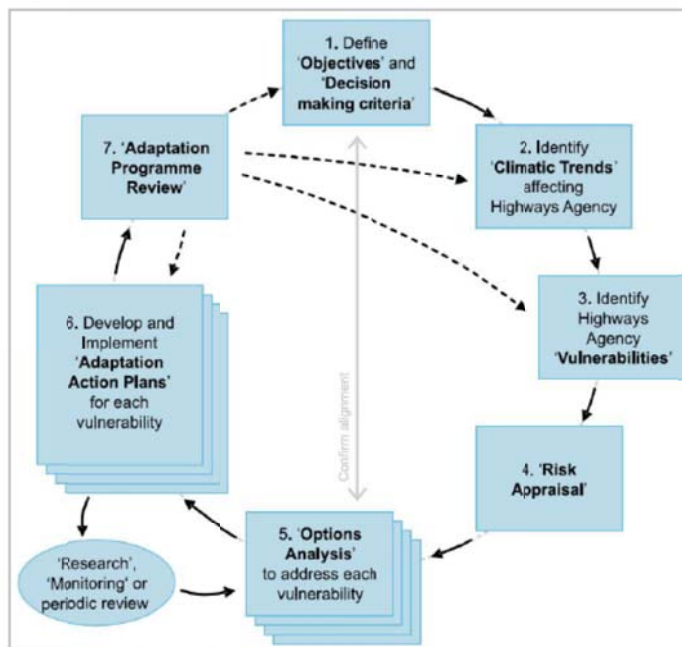 1. Define
'Objectives' and
'Decision
making criteria'
2. Identify
'Climatic Trends'
affecting
Highways Agency
3. Identify
Highways
Agency
'Vulnerabilities'
4. 'Risk
Appraisal'
5. 'Options
Analysis'
to address each
vulnerability
6. Develop and
Implement
'Adaptation
Action Plans'
for each
vulnerability
7. 'Adaptation
Programme
Review'
'Research',
'Monitoring' or
periodic review
Confirm alignment